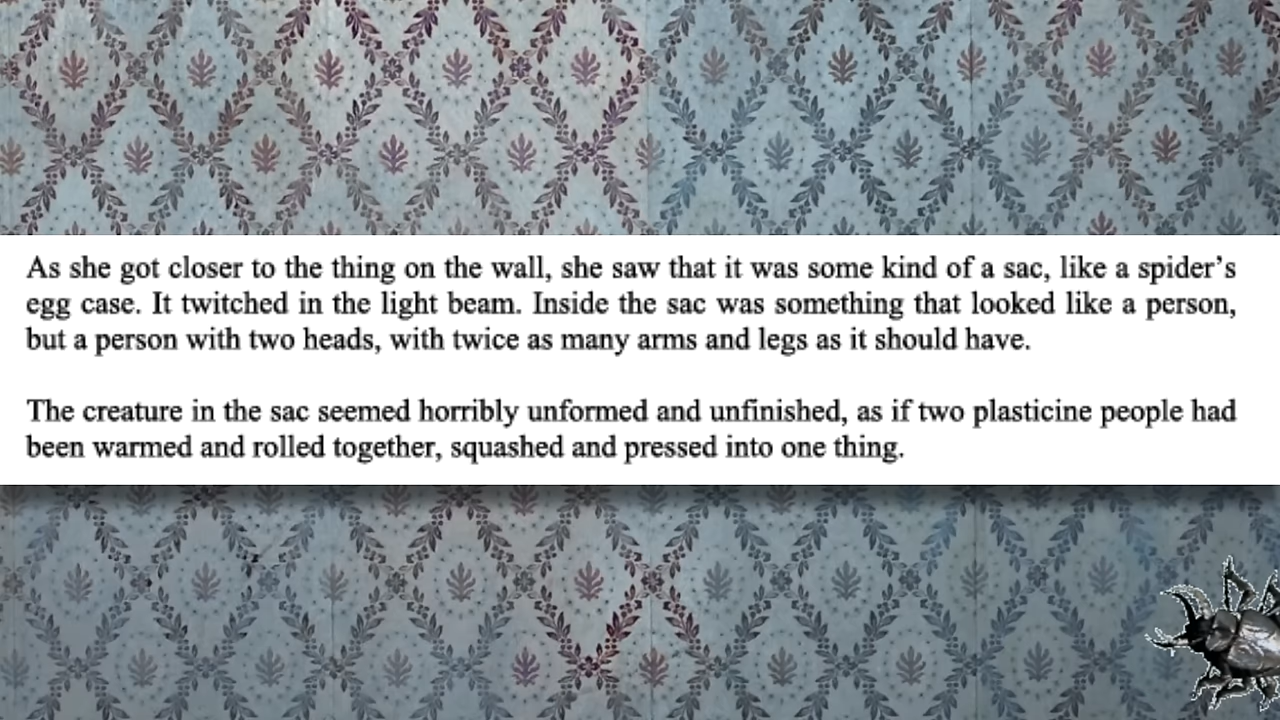 As she got closer to the thing on the wall, she saw that it was some kind of a sac, like a spider’s
egg case. It twitched in the light beam. Inside the sac was something that looked like a person,
but a person with two heads, with twice as many arms and legs as it should have.
The creature in the sac seemed horribly unformed and unfinished, as if two plasticine people had
been warmed and rolled together, squashed and pressed into one thing.